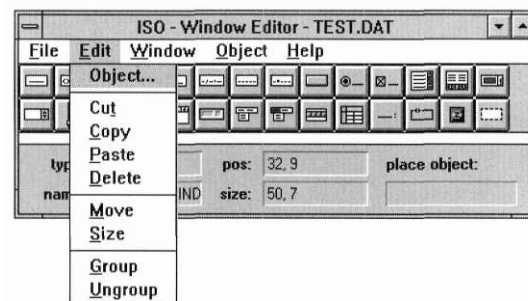 ISO - Window Editor - TEST.DAT
File Edit Window Object Help
Object...
Cut
Copy
Paste
Delete
Move
Size
Group
Ungroup
pos: 32, 9 place object:
size: 50, 7